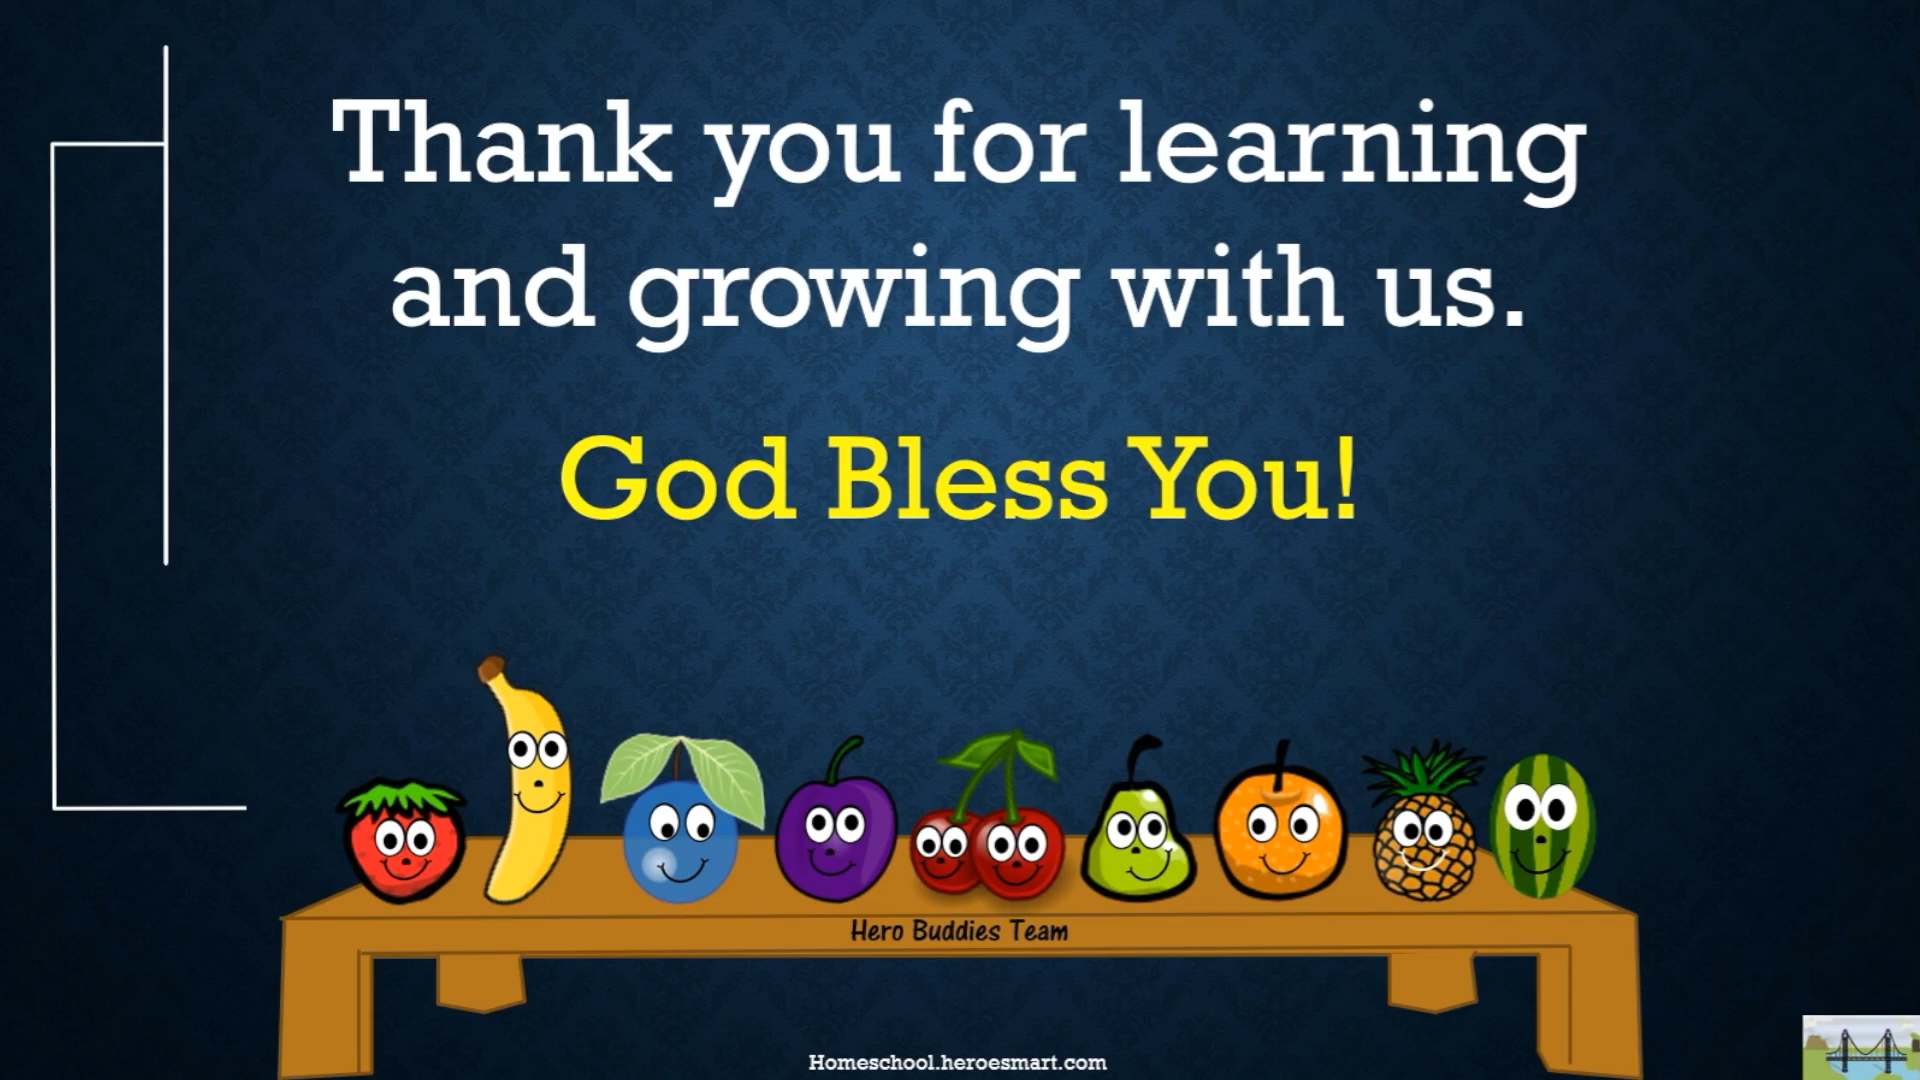 Thank you for learning
and growing with us.
God Bless You!
Hero Buddies Team
Homeschool.heroesmart.com